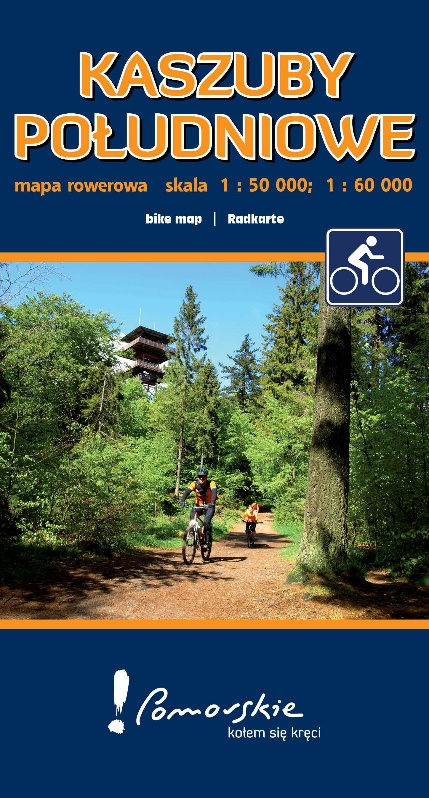 KASZUBY
POŁUDNIOWE
mapa rowerowa skala 1 : 50 000; 1 : 60 000
bike map | Radkarte
Pomorskie
kołem się kręci